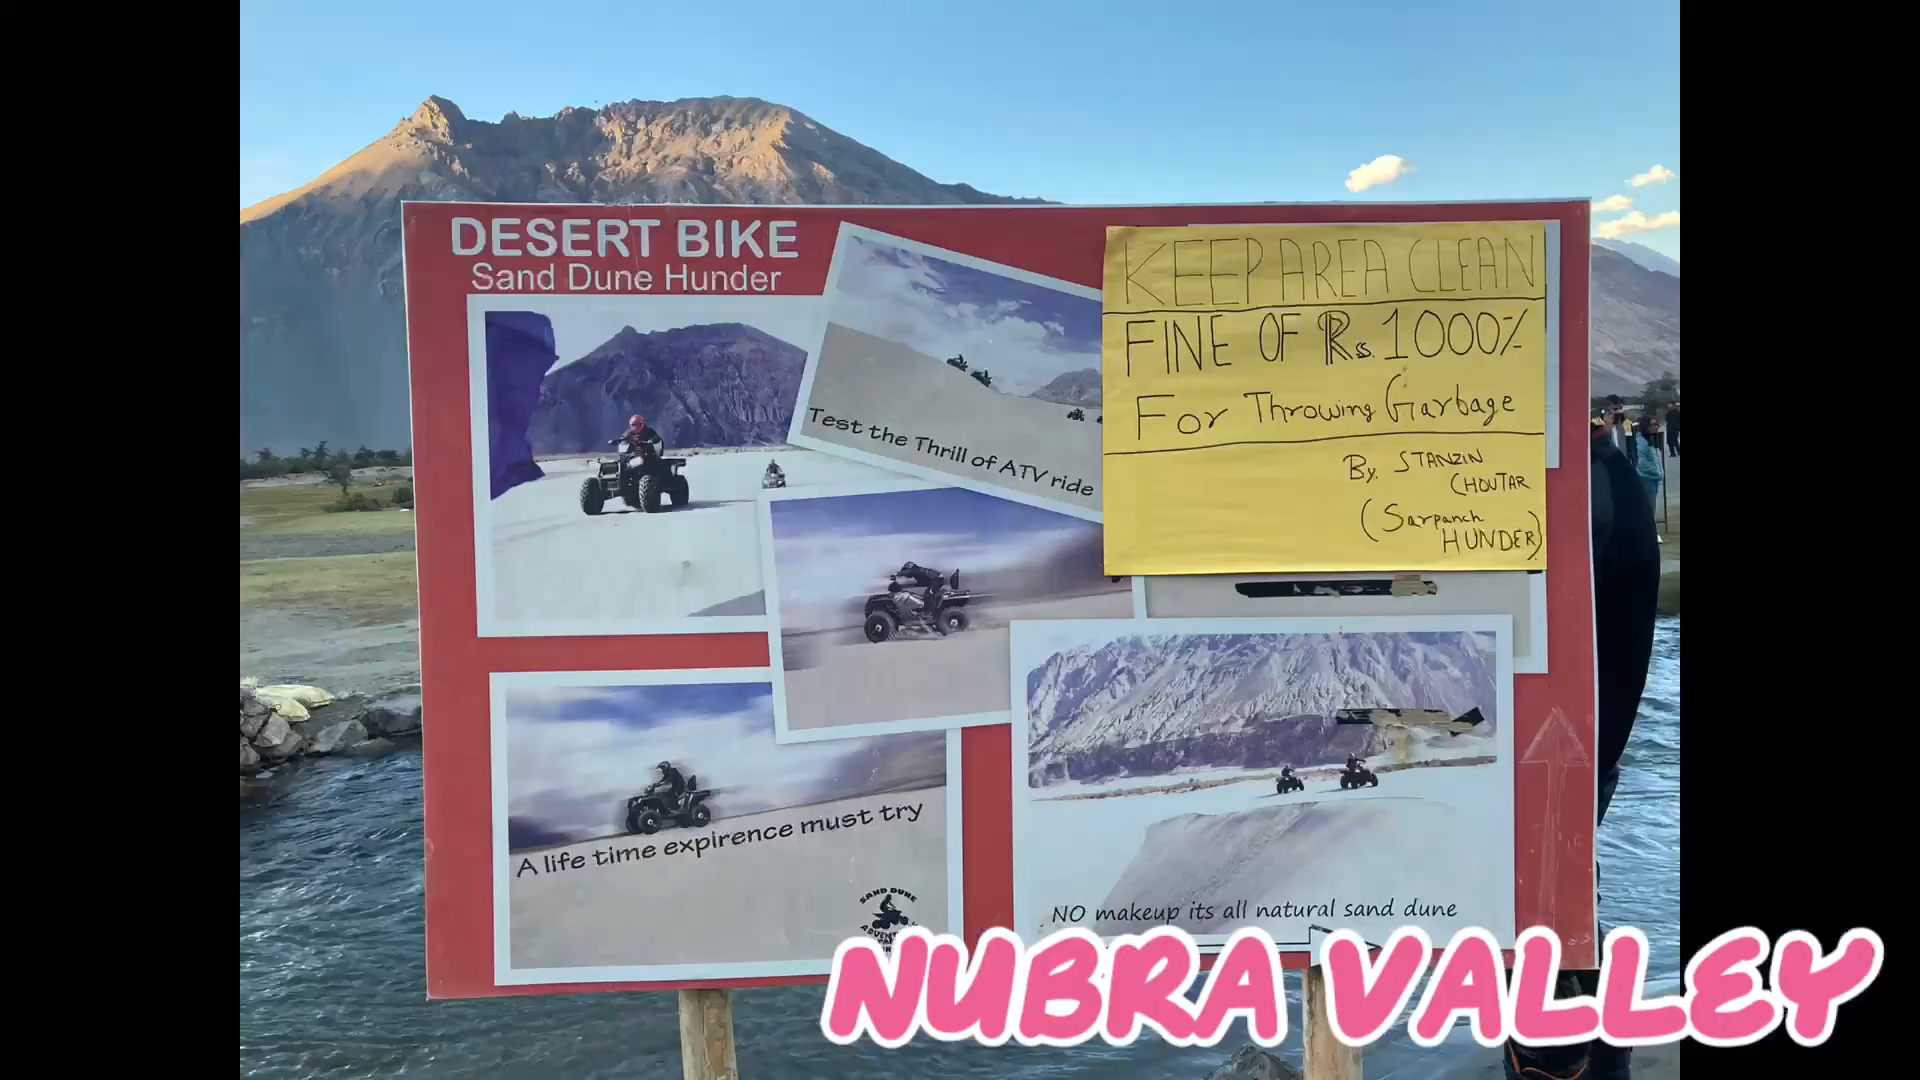 DESERT BIKE
Sand Dune Hunder
Test the Thrill of ATV ride
KEEP AREA CLEAN
FINE OF Rs. 1000/-
For Throwing Garbage
By. STANZIN
CHOUTAR
(Sarpanch
HUNDER)
A life time expirence must try
SAND DUNE
NO makeup its all natural sand dune
NUBRA VALLEY